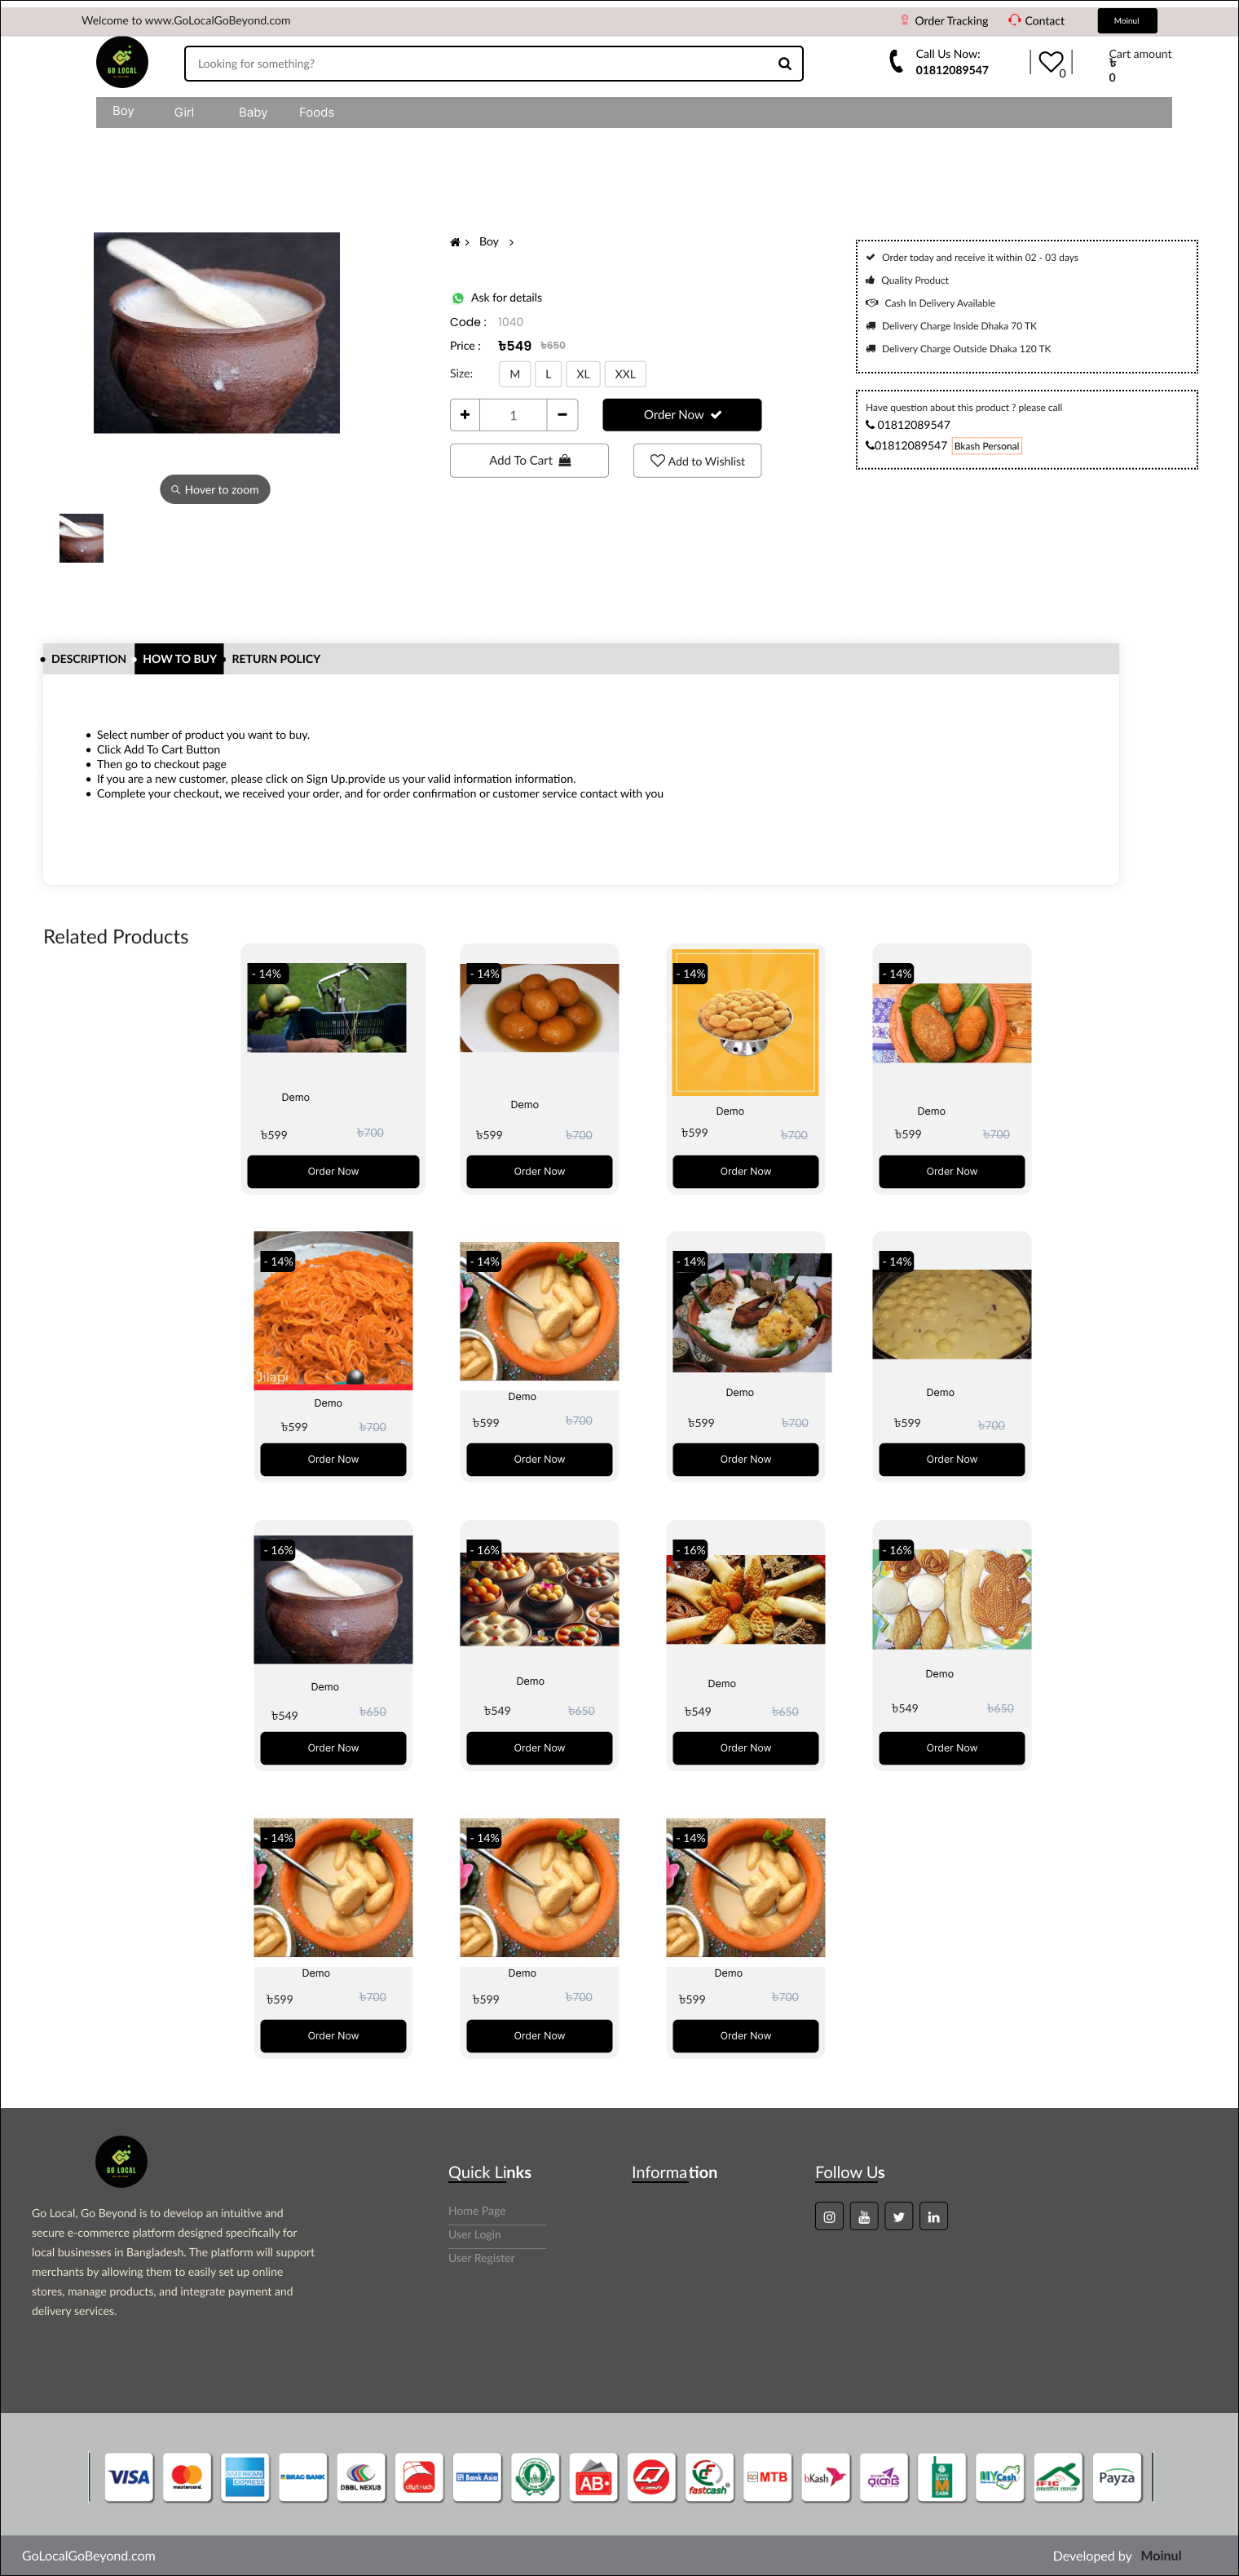 Welcome to www.GoLocalGoBeyond.com
Order Tracking
Contact
Moinul
GO LOCAL
Looking for something?
Call Us Now:
01812089547
0
Cart amount
৳
0
Boy
Girl
Baby
Foods
Boy
Ask for details
Code : 1040
Price : ৳549 ৳650
Size: M L XL XXL
1
Order Now
Add To Cart
Add to Wishlist
Order today and receive it within 02 - 03 days
Quality Product
Cash In Delivery Available
Delivery Charge Inside Dhaka 70 TK
Delivery Charge Outside Dhaka 120 TK
Have question about this product ? please call
01812089547
01812089547 Bkash Personal
Hover to zoom
DESCRIPTION
HOW TO BUY
RETURN POLICY
Select number of product you want to buy.
Click Add To Cart Button
Then go to checkout page
If you are a new customer, please click on Sign Up.provide us your valid information information.
Complete your checkout, we received your order, and for order confirmation or customer service contact with you
Related Products
- 14%
Demo
৳599 ৳700
Order Now
- 14%
Demo
৳599 ৳700
Order Now
- 14%
Demo
৳599 ৳700
Order Now
- 14%
Demo
৳599 ৳700
Order Now
- 14%
Jilapi
Demo
৳599 ৳700
Order Now
- 14%
Demo
৳599 ৳700
Order Now
- 14%
Demo
৳599 ৳700
Order Now
- 14%
Demo
৳599 ৳700
Order Now
- 16%
Demo
৳549 ৳650
Order Now
- 16%
Demo
৳549 ৳650
Order Now
- 16%
Demo
৳549 ৳650
Order Now
- 16%
Demo
৳549 ৳650
Order Now
- 14%
Demo
৳599 ৳700
Order Now
- 14%
Demo
৳599 ৳700
Order Now
- 14%
Demo
৳599 ৳700
Order Now
GO LOCAL
Go Local, Go Beyond is to develop an intuitive and
secure e-commerce platform designed specifically for
local businesses in Bangladesh. The platform will support
merchants by allowing them to easily set up online
stores, manage products, and integrate payment and
delivery services.
Quick Links
Home Page
User Login
User Register
Information
Follow Us
You
Tube
in
VISA
mastercard
AMERICAN
EXPRESS
BRAC BANK
DBBL NEXUS
citytouch
Bank Asia
AB
Q
cash
fastcash
MTB
bKash
M
CASH
MYCash
IFIC
Payza
GoLocalGoBeyond.com
Developed by Moinul